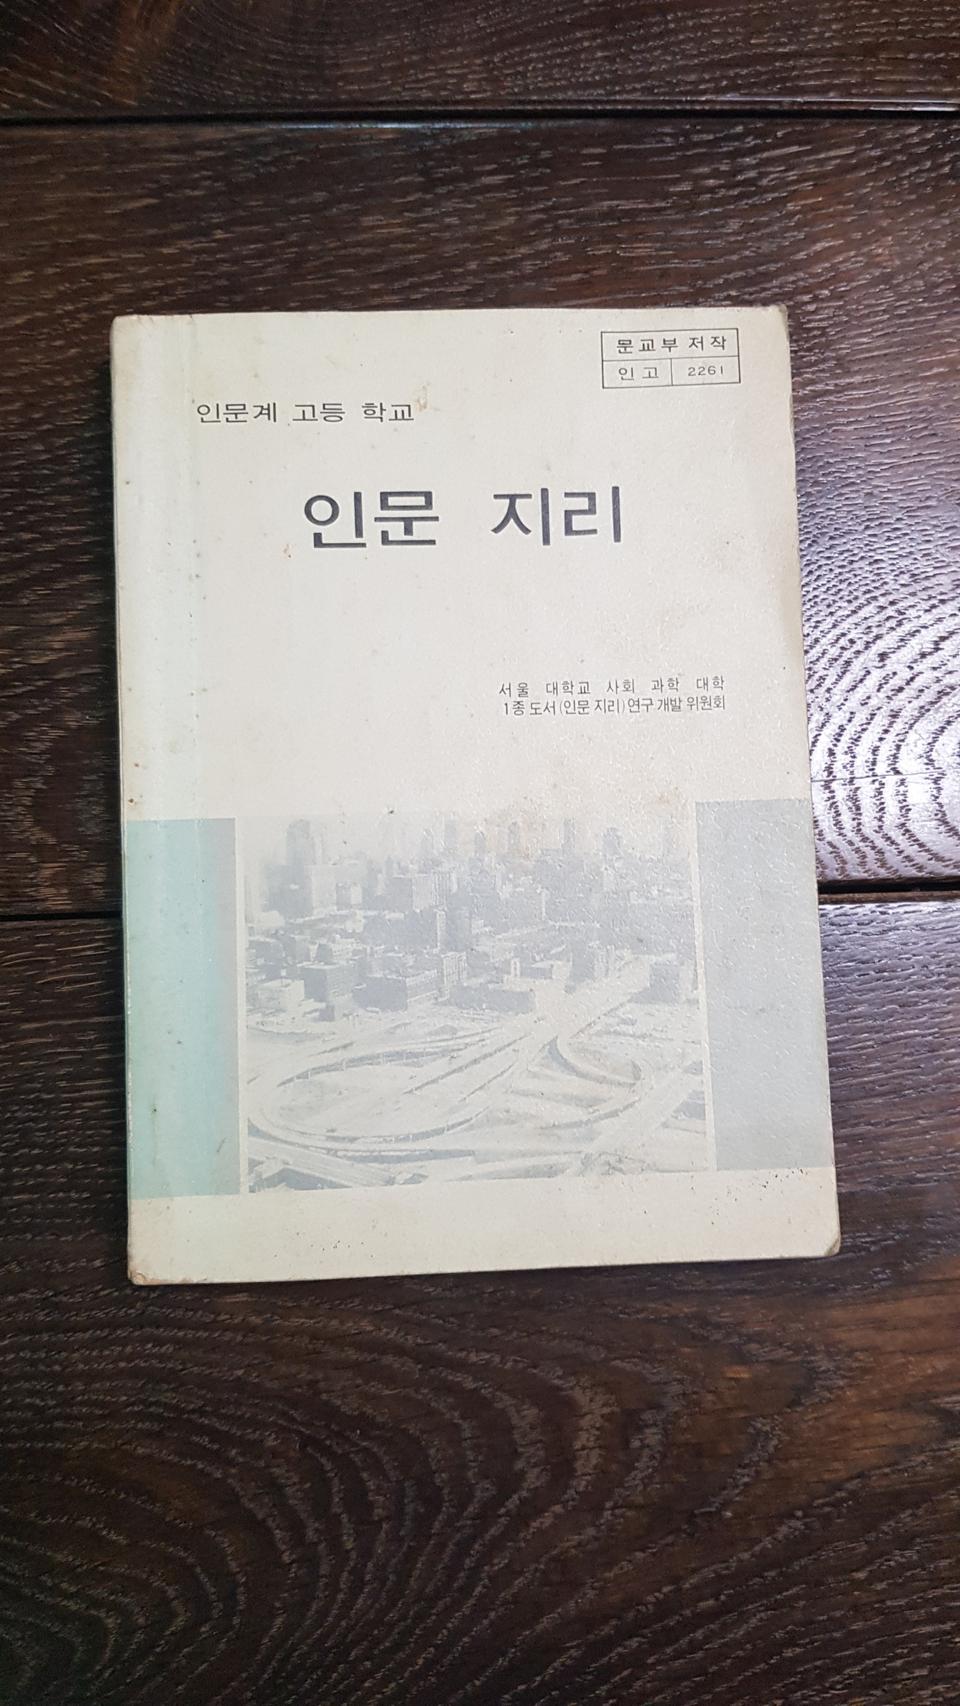 문교부 저작
인고 2261
인문계 고등 학교
인문 지리
서울 대학교 사회 과학 대학
1종 도서 (인문 지리) 연구 개발 위원회